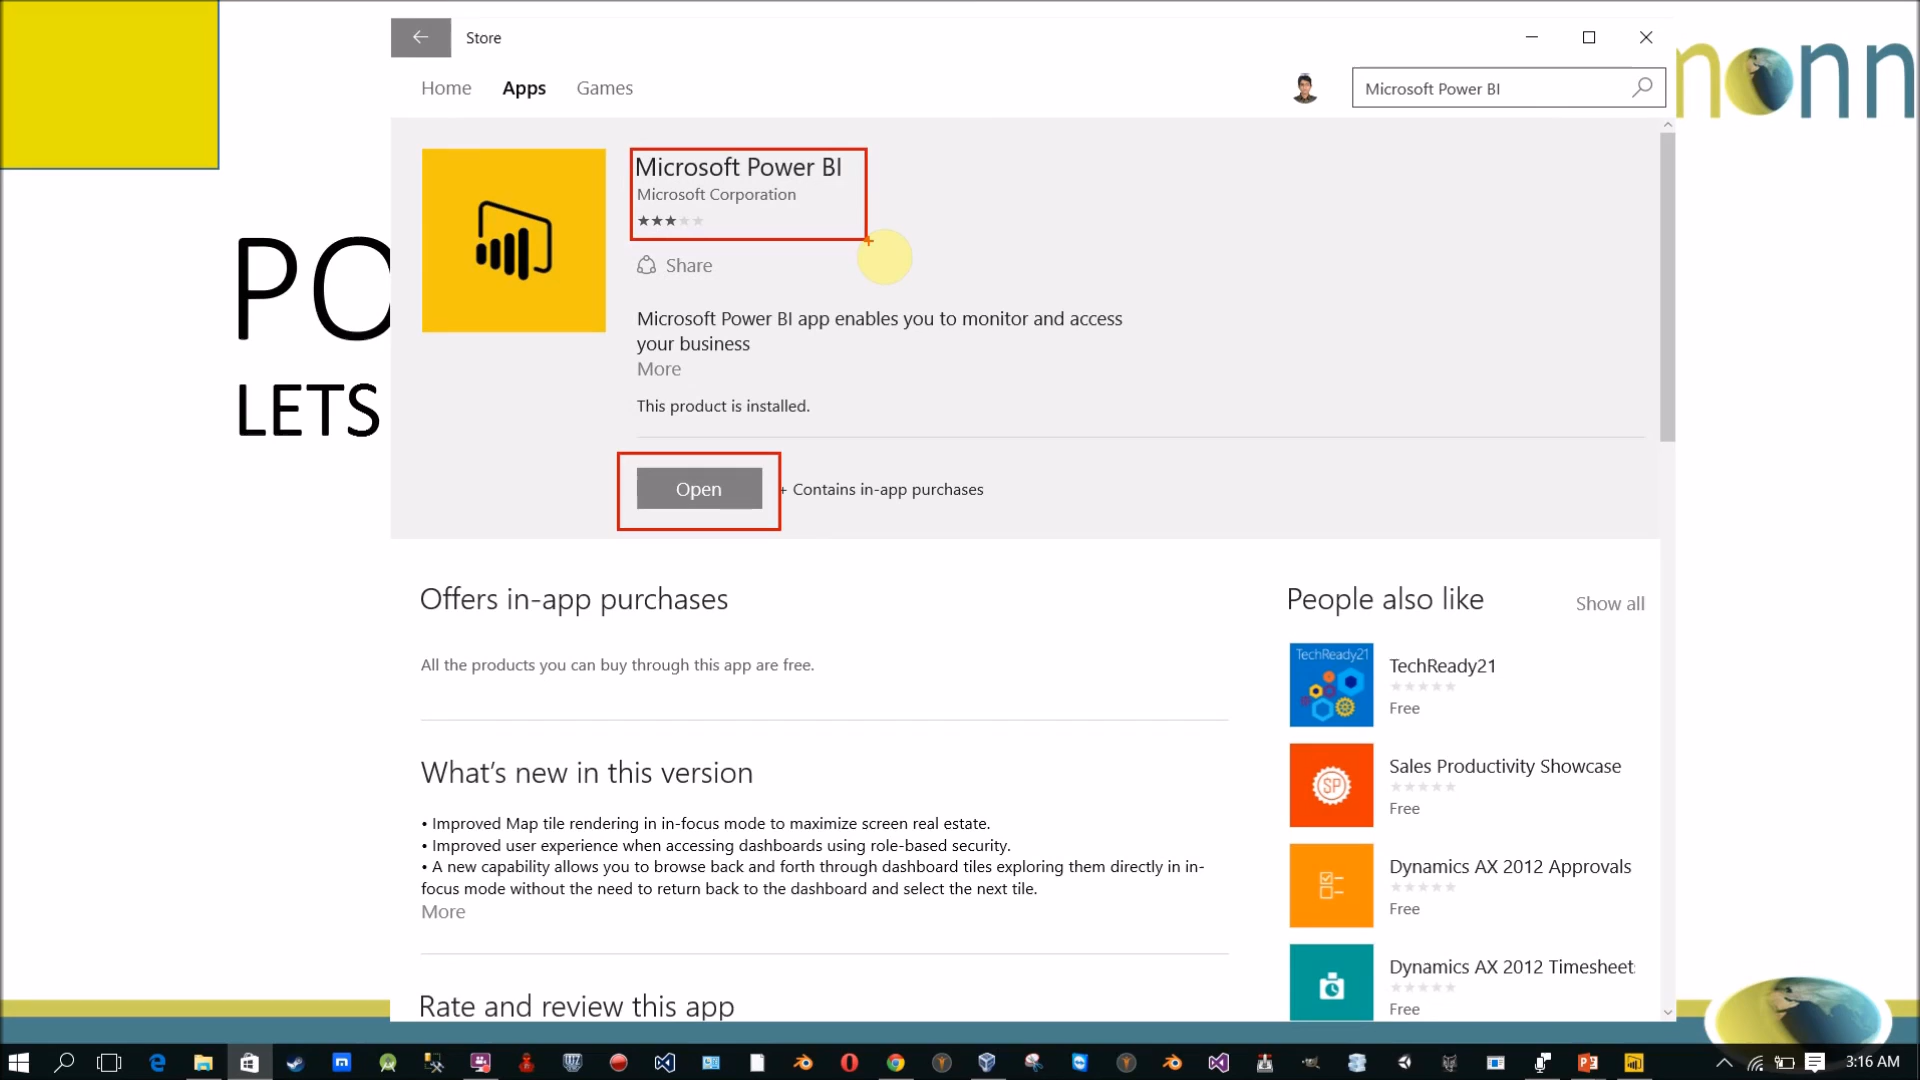 Store
Home Apps Games
Microsoft Power BI
nonn
PO
LETS
Microsoft Power BI
Microsoft Corporation
Share
Microsoft Power BI app enables you to monitor and access
your business
More
This product is installed.
Open
+ Contains in-app purchases
Offers in-app purchases
All the products you can buy through this app are free.
What's new in this version
• Improved Map tile rendering in in-focus mode to maximize screen real estate.
• Improved user experience when accessing dashboards using role-based security.
• A new capability allows you to browse back and forth through dashboard tiles exploring them directly in in-
focus mode without the need to return back to the dashboard and select the next tile.
More
Rate and review this app
People also like
Show all
TechReady21
TechReady21
Free
SP
Sales Productivity Showcase
Free
Dynamics AX 2012 Approvals
Free
Dynamics AX 2012 Timesheet
Free
3:16 AM